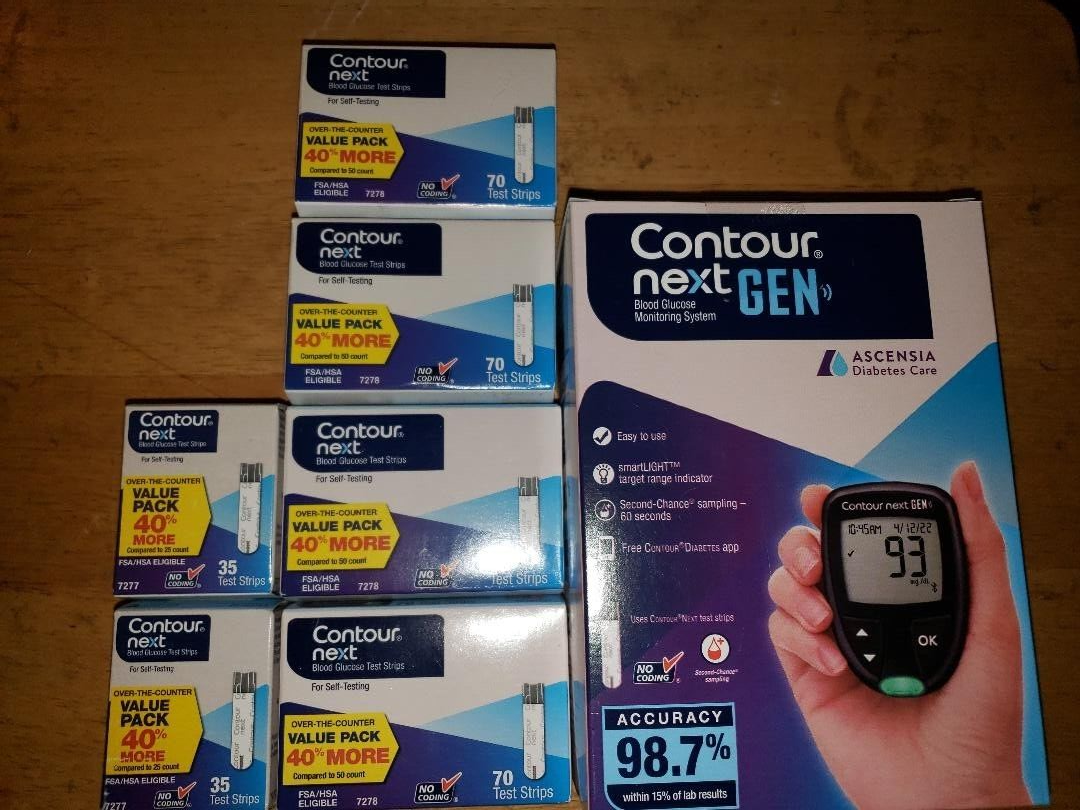 Contour®
next
Blood Glucose Test Strips
For Self-Testing
OVER-THE-COUNTER
VALUE PACK
40% MORE
Compared to 50 count
FSA/HSA
ELIGIBLE
7278
NO
CODING
70
Test Strips
Contour®
next
Blood Glucose Test Strips
For Self-Testing
OVER-THE-COUNTER
VALUE PACK
40% MORE
Compared to 50 count
FSA/HSA
ELIGIBLE
7278
NO
CODING
70
Test Strips
Contour®
next
Blood Glucose Test Strips
For Self-Testing
OVER-THE-COUNTER
VALUE
PACK
40%
MORE
Compared to 25 count
FSA/HSA ELIGIBLE
7277
NO
CODING
35
Test Strips
Contour®
next
Blood Glucose Test Strips
For Self-Testing
OVER-THE-COUNTER
VALUE PACK
40% MORE
Compared to 50 count
FSA/HSA
ELIGIBLE
7278
NO
CODING
Test Strips
Contour®
next
Blood Glucose Test Strips
For Self-Testing
OVER-THE-COUNTER
VALUE
PACK
40%
MORE
Compared to 25 count
FSA/HSA ELIGIBLE
7277
NO
CODING
35
Test Strips
Contour®
next
Blood Glucose Test Strips
For Self-Testing
OVER-THE-COUNTER
VALUE PACK
40% MORE
Compared to 50 count
FSA/HSA
ELIGIBLE
7278
NO
CODING
70
Test Strips
Contour®
next GEN
Blood Glucose
Monitoring System
ASCENSIA
Diabetes Care
Easy to use
smartLIGHT™
target range indicator
Second-Chance® sampling –
60 seconds
Free CONTOUR®DIABETES app
Uses CONTOUR®NEXT test strips
NO
CODING
Second-Chance®
sampling
ACCURACY
98.7%
within 15% of lab results
Contour next GEN
10:45AM 4/12/22
93
mg/dL
OK